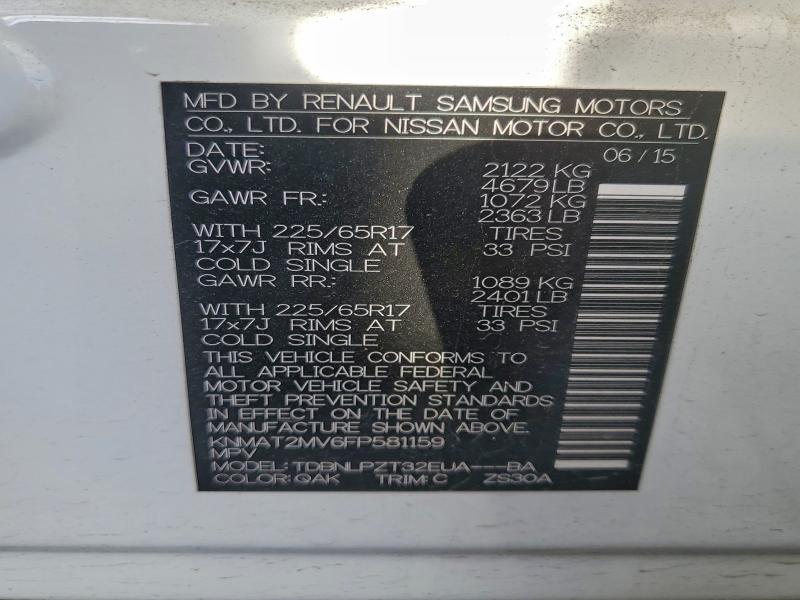 MFD BY RENAULT SAMSUNG MOTORS
CO., LTD. FOR NISSAN MOTOR CO., LTD.
DATE: 06/15
GVWR: 2122 KG
4679 LB
GAWR FR: 1072 KG
2363 LB
WITH 225/65R17 TIRES
17x7J RIMS AT 33 PSI
COLD SINGLE
GAWR RR: 1089 KG
2401 LB
WITH 225/65R17 TIRES
17x7J RIMS AT 33 PSI
COLD SINGLE
THIS VEHICLE CONFORMS TO
ALL APPLICABLE FEDERAL
MOTOR VEHICLE SAFETY AND
THEFT PREVENTION STANDARDS
IN EFFECT ON THE DATE OF
MANUFACTURE SHOWN ABOVE.
KNMAT2MV6FP581159
MPV
MODEL: TDBNLPZT32EUA---BA
COLOR: QAK TRIM: C ZS30A